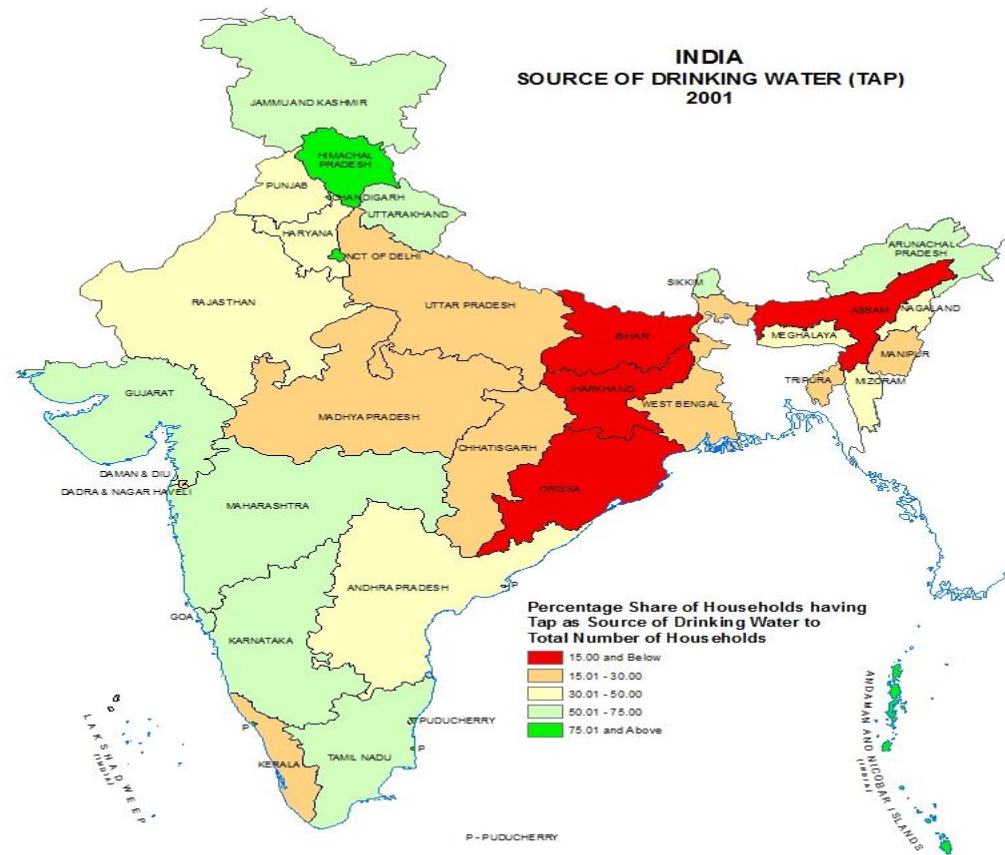 INDIA
SOURCE OF DRINKING WATER (TAP)
2001
JAMMU AND KASHMIR
HIMACHAL
PRADESH
PUNJAB
CHANDIGARH
UTTARAKHAND
HARYANA
NCT OF DELHI
ARUNACHAL
PRADESH
SIKKIM
RAJASTHAN
UTTAR PRADESH
ASSAM
NAGALAND
BIHAR
MEGHALAYA
MANIPUR
TRIPURA
MIZORAM
GUJARAT
JHARKHAND
WEST BENGAL
MADHYA PRADESH
CHHATISGARH
DAMAN & DIU
DADRA & NAGAR HAVELI
ORISSA
MAHARASHTRA
ANDHRA PRADESH
P
GOA
KARNATAKA
Percentage Share of Households having
Tap as Source of Drinking Water to
Total Number of Households
15.00 and Below
15.01 - 30.00
30.01 - 50.00
50.01 - 75.00
75.01 and Above
P
PUDUCHERRY
P
KERALA
TAMIL NADU
LAKSHADWEEP
(INDIA)
ANDAMAN AND NICOBAR ISLANDS
(INDIA)
P - PUDUCHERRY